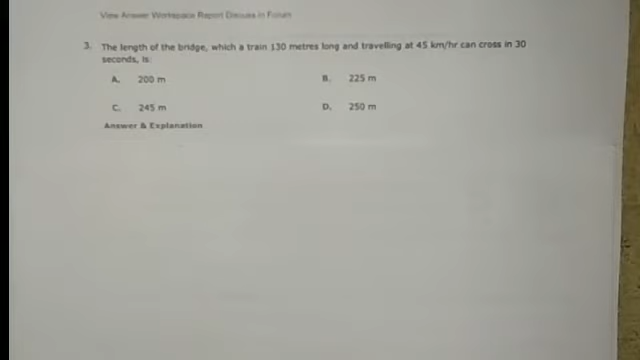 View Answer Workspace Report Discuss in Forum
3. The length of the bridge, which a train 130 metres long and travelling at 45 km/hr can cross in 30
seconds, is:
A. 200 m B. 225 m
C. 245 m D. 250 m
Answer & Explanation